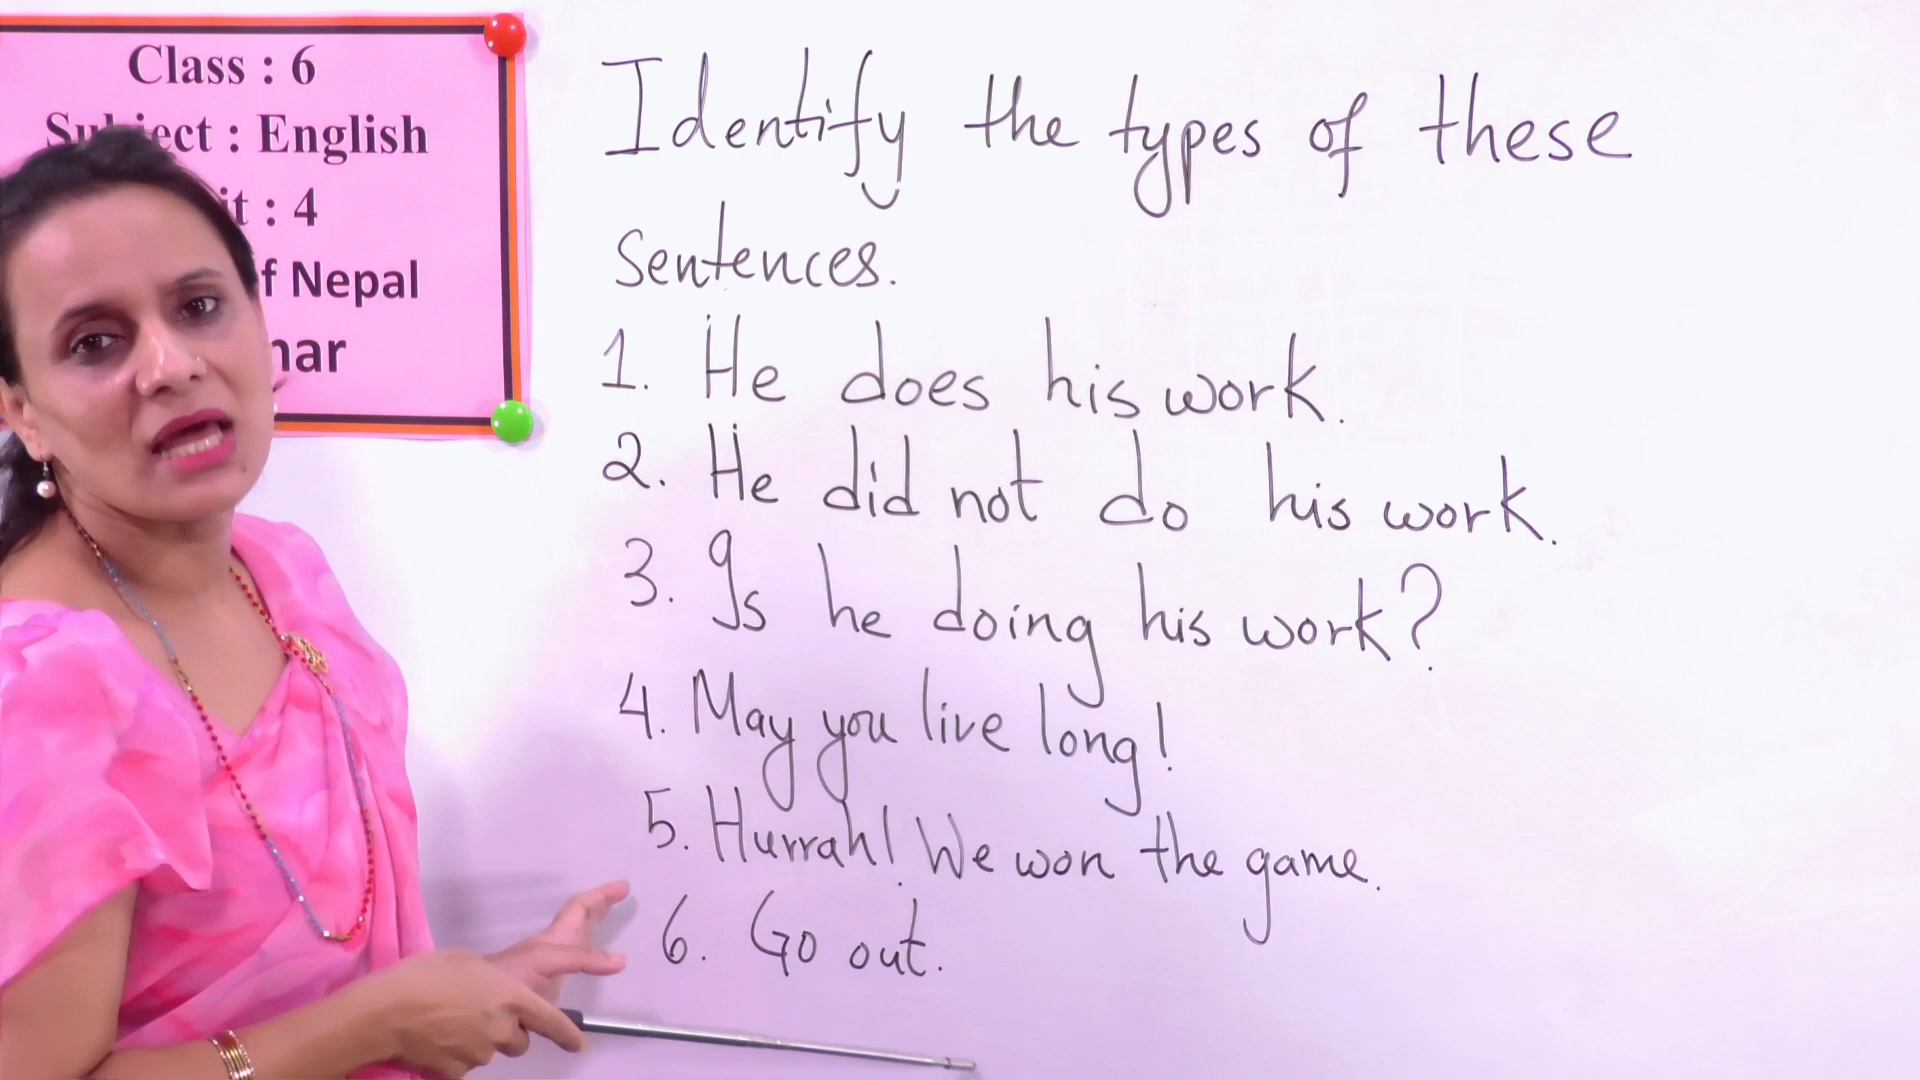 Class : 6
: English
: 4
Nepal
Identify the types of these
sentences.
1. He does his work.
2. He did not do his work.
3. Is he doing his work?
4. May you live long!
5. Hurrah! We won the game.
6. Go out.